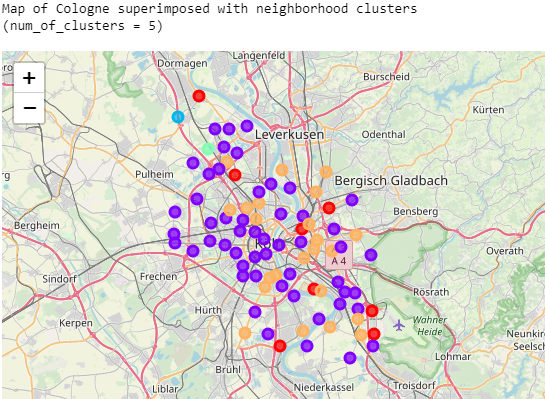 Map of Cologne superimposed with neighborhood clusters
(num_of_clusters = 5)
+
−
Dormagen
Langenfeld
Burscheid
Kürten
Leverkusen
Odenthal
Pulheim
Bergisch Gladbach
Bensberg
Bergheim
Overath
A 4
Sindorf
Frechen
Rösrath
Hürth
Wahner
Heide
Kerpen
Neunki
Seelsch
Lohmar
Brühl
Liblar
Niederkassel
Troisdorf